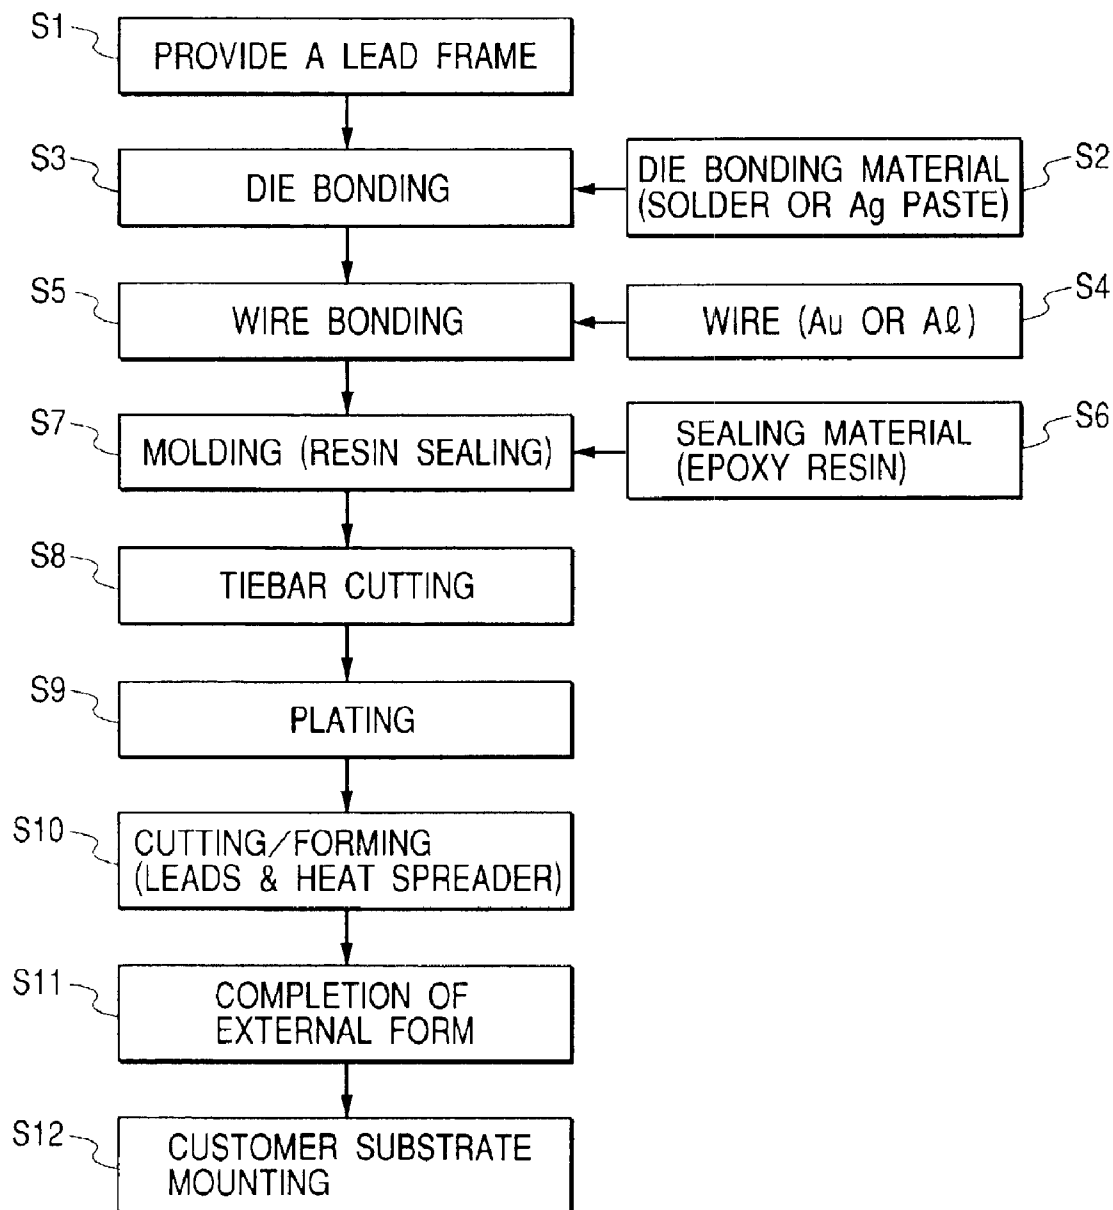 S1
PROVIDE A LEAD FRAME
S3
DIE BONDING
DIE BONDING MATERIAL
(SOLDER OR Ag PASTE)
S2
S5
WIRE BONDING
WIRE (Au OR Aℓ)
S4
S7
MOLDING (RESIN SEALING)
SEALING MATERIAL
(EPOXY RESIN)
S6
S8
TIEBAR CUTTING
S9
PLATING
S10
CUTTING/FORMING
(LEADS & HEAT SPREADER)
S11
COMPLETION OF
EXTERNAL FORM
S12
CUSTOMER SUBSTRATE
MOUNTING